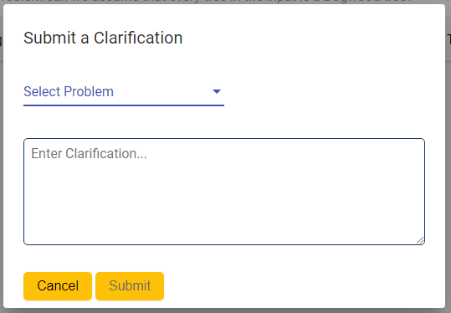 Submit a Clarification
Select Problem
Enter Clarification...
Cancel Submit